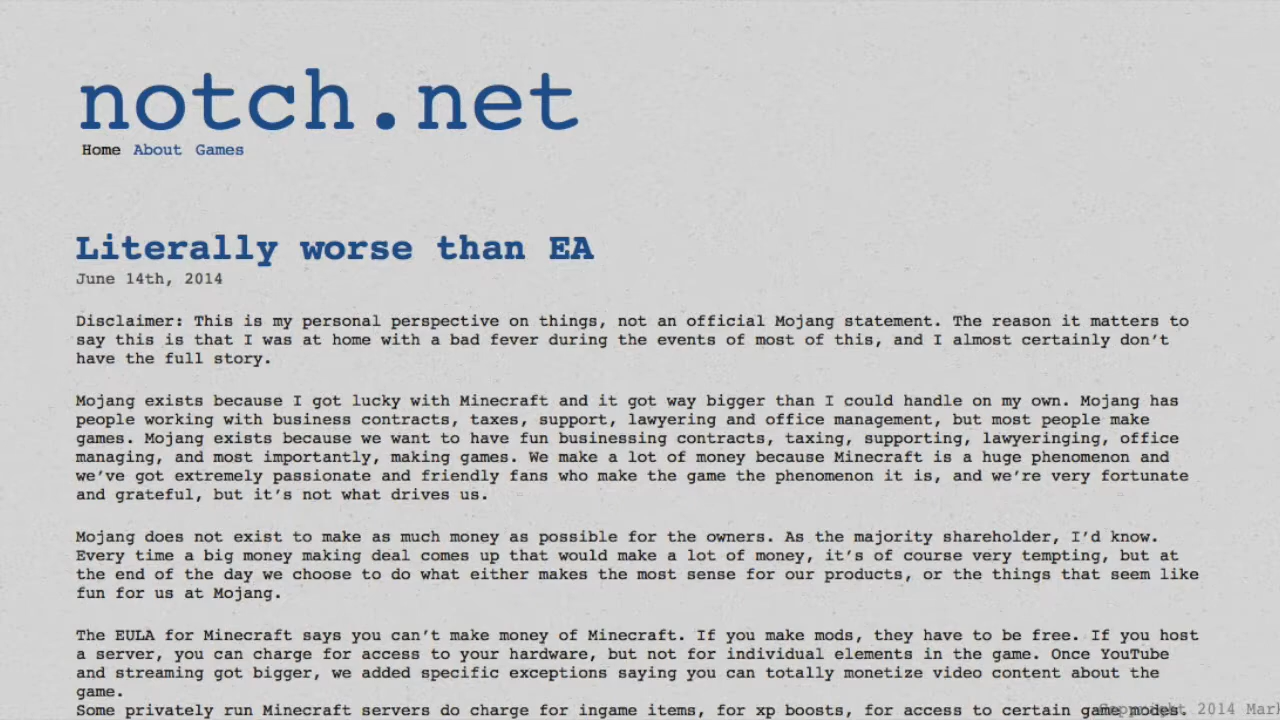 notch.net
Home About Games
Literally worse than EA
June 14th, 2014
Disclaimer: This is my personal perspective on things, not an official Mojang statement. The reason it matters to
say this is that I was at home with a bad fever during the events of most of this, and I almost certainly don’t
have the full story.
Mojang exists because I got lucky with Minecraft and it got way bigger than I could handle on my own. Mojang has
people working with business contracts, taxes, support, lawyering and office management, but most people make
games. Mojang exists because we want to have fun businessing contracts, taxing, supporting, lawyeringing, office
managing, and most importantly, making games. We make a lot of money because Minecraft is a huge phenomenon and
we’ve got extremely passionate and friendly fans who make the game the phenomenon it is, and we’re very fortunate
and grateful, but it’s not what drives us.
Mojang does not exist to make as much money as possible for the owners. As the majority shareholder, I’d know.
Every time a big money making deal comes up that would make a lot of money, it’s of course very tempting, but at
the end of the day we choose to do what either makes the most sense for our products, or the things that seem like
fun for us at Mojang.
The EULA for Minecraft says you can’t make money of Minecraft. If you make mods, they have to be free. If you host
a server, you can charge for access to your hardware, but not for individual elements in the game. Once YouTube
and streaming got bigger, we added specific exceptions saying you can totally monetize video content about the
game.
Some privately run Minecraft servers do charge for ingame items, for xp boosts, for access to certain game modes.
Copyright 2014